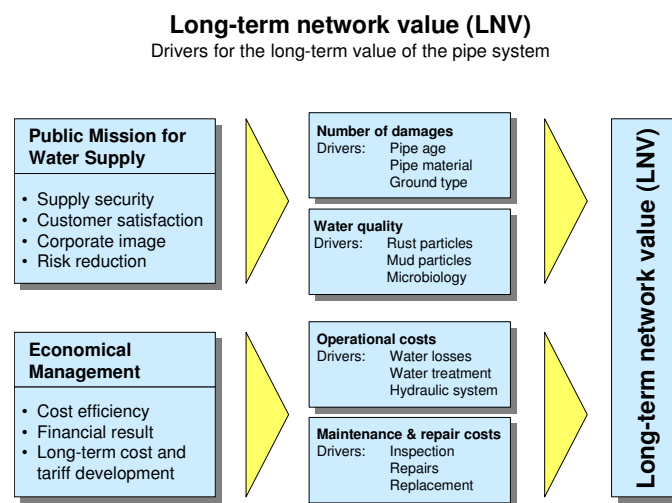 Long-term network value (LNV)
Drivers for the long-term value of the pipe system
Public Mission for
Water Supply
• Supply security
• Customer satisfaction
• Corporate image
• Risk reduction
Number of damages
Drivers: Pipe age
Pipe material
Ground type
Water quality
Drivers: Rust particles
Mud particles
Microbiology
Economical
Management
• Cost efficiency
• Financial result
• Long-term cost and
tariff development
Operational costs
Drivers: Water losses
Water treatment
Hydraulic system
Maintenance & repair costs
Drivers: Inspection
Repairs
Replacement
Long-term network value (LNV)